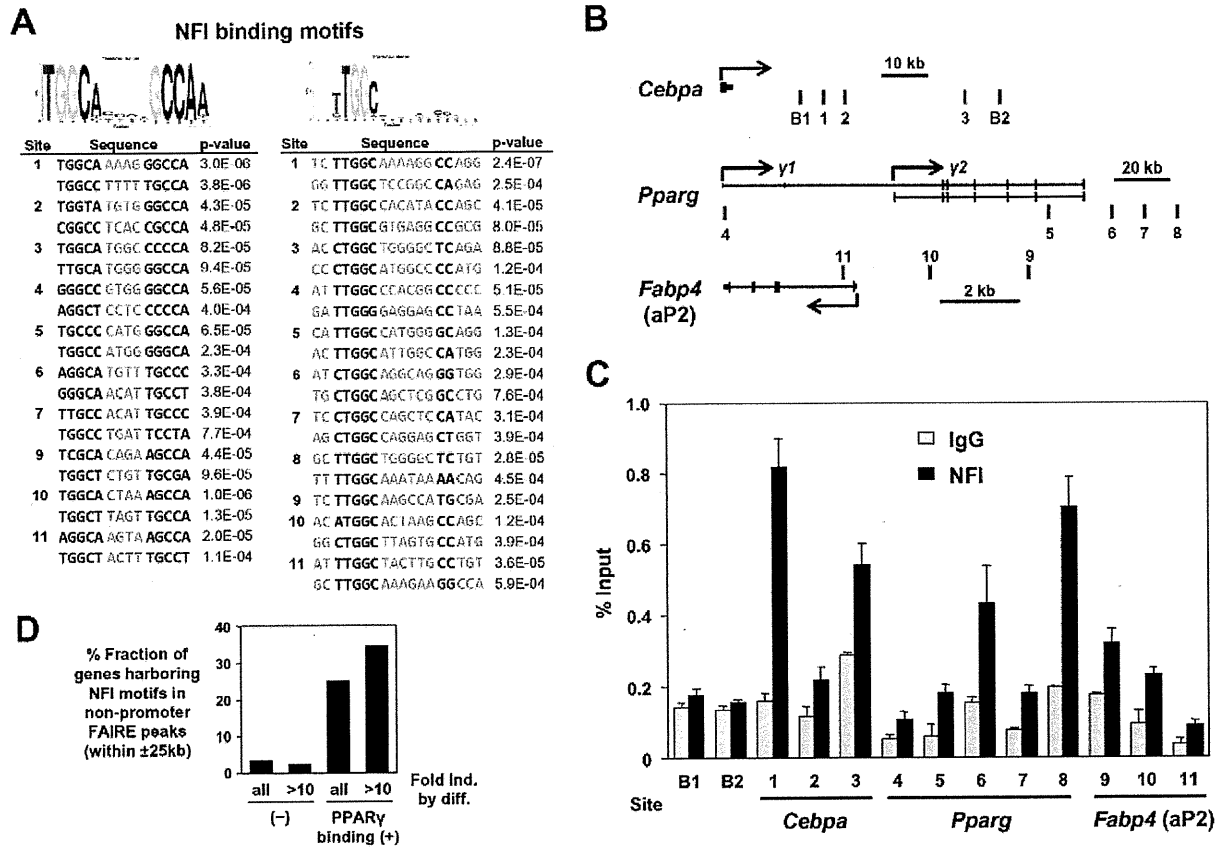 A
NFI binding motifs
TGGCA GCCAA
TTGGC
Site Sequence p-value
1 TGGCA AAAG GGCCA 3.0E-06
TGGCC TTTT TGCCA 3.8E-06
2 TGGTA TGTG GGCCA 4.3E-05
CGGCC TCAC CGCCA 4.8E-05
3 TGGCA TGGC CCCCA 8.2E-05
TTGCA TGGG GGCCA 9.4E-05
4 GGGCC GTGG GGCCA 5.6E-05
AGGCT CCTC CCCCA 4.0E-04
5 TGCCC CATG GGCCA 6.5E-05
TGGCC ATGG GGGCA 2.3E-04
6 AGGCA TGTT TGCCC 3.3E-04
GGGCA ACAT TGCCT 3.8E-04
7 TTGCC ACAT TGCCC 3.9E-04
TGGCC TGAT TCCTA 7.7E-04
9 TCGCA CAGA AGCCA 4.4E-05
TGGCT CTGT TGCGA 9.6E-05
10 TGGCA CTAA AGCCA 1.0E-06
TGGCT TAGT TGCCA 1.3E-05
11 AGGCA AGTA AGCCA 2.0E-05
TGGCT ACTT TGCCT 1.1E-04
Site Sequence p-value
1 TC TTGGC AAAAGG CCAGG 2.4E-07
GG TTGGC TCCGGC CAGAG 2.5E-04
2 TC TTGGC CACATA CCAGC 4.1E-05
GC TTGGC GTGAGG CCGCG 8.0E-05
3 AC CTGGC TGGGGC TCAGA 8.8E-05
CC CTGGC ATGGCC CCATG 1.2E-04
4 AT TTGGC CCACGG CCCCC 5.1E-05
GA TTGGG GAGGAG CCTAA 5.5E-04
5 GC TTGGC CATGGG GCAGG 1.3E-04
AC TTGGC ATTGGC CATGG 2.3E-04
6 AT CTGGC AGGCAG GGTGG 2.9E-04
TG CTGGC AGCTCG GCCTG 7.6E-04
7 TC CTGGC CAGCTC CATAC 3.1E-04
AG CTGGC CAGGAG CTGGT 3.9E-04
8 GC TTGGC TGGGGC TCTGT 2.8E-05
TT TTGGC AAATAA AACAG 4.5E-04
9 TC TTGGC AAGCCA TGCGA 2.5E-04
10 AC ATGGC ACTAAG CCAGC 1.2E-04
GG CTGGC TTAGTG CCATG 3.9E-04
11 AT TTGGC TACTTG CCTGT 3.6E-05
GC TTGGC AAAGAA GGCCA 5.9E-04
B
Cebpa
10 kb
B1 1 2 3 B2
Pparg
γ1 γ2
20 kb
4 5 6 7 8
Fabp4
(aP2)
11 10 9
2 kb
C
% Input
1.0
0.8
0.6
0.4
0.2
0
IgG
NFI
Site
B1 B2 1 2 3 4 5 6 7 8 9 10 11
Cebpa Pparg Fabp4 (aP2)
D
% Fraction of
genes harboring
NFI motifs in
non-promoter
FAIRE peaks
(within ±25kb)
40
30
20
10
0
all >10 all >10
Fold Ind.
by diff.
(–) PPARγ
binding (+)